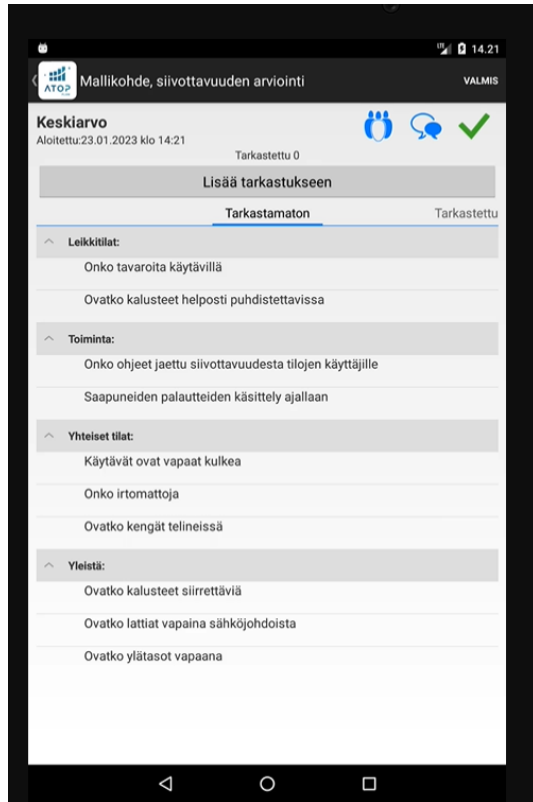 LTE 14.21
ATOP Mallikohde, siivottavuuden arviointi VALMIS
Keskiarvo
Aloitettu:23.01.2023 klo 14:21
Tarkastettu 0
Lisää tarkastukseen
Tarkastamaton Tarkastettu
Leikkitilat:
Onko tavaroita käytävillä
Ovatko kalusteet helposti puhdistettavissa
Toiminta:
Onko ohjeet jaettu siivottavuudesta tilojen käyttäjille
Saapuneiden palautteiden käsittely ajallaan
Yhteiset tilat:
Käytävät ovat vapaat kulkea
Onko irtomattoja
Ovatko kengät telineissä
Yleistä:
Ovatko kalusteet siirrettäviä
Ovatko lattiat vapaina sähköjohdoista
Ovatko ylätasot vapaana